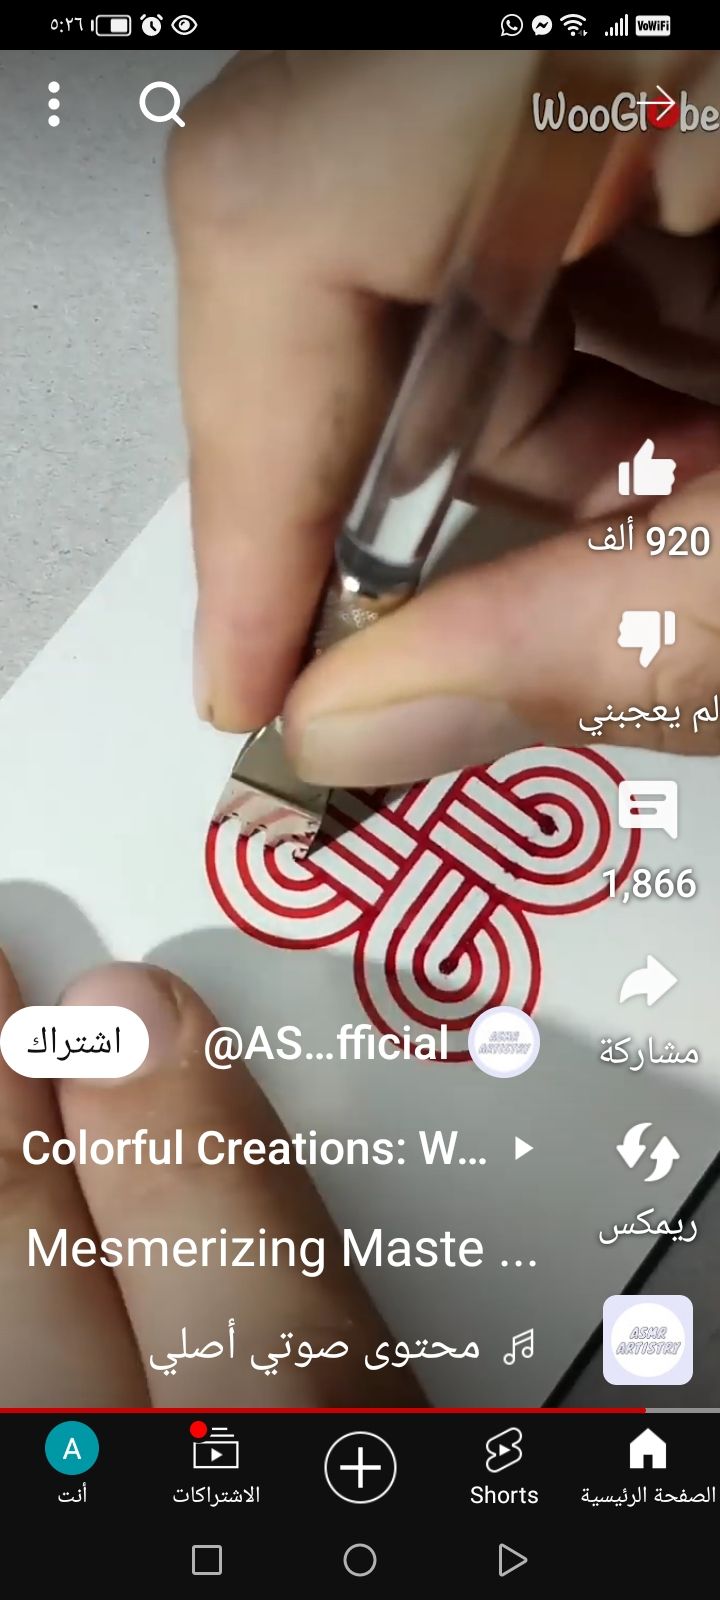 ٥:٢٦
VoWiFi
WooGlobe
920 ألف
لم يعجبني
1,866
مشاركة
اشتراك
@AS...fficial
ASMR
ARTISTRY
Colorful Creations: W...
ريمكس
Mesmerizing Maste ...
محتوى صوتي أصلي
ASMR
ARTISTRY
الصفحة الرئيسية
Shorts
الاشتراكات
A
أنت